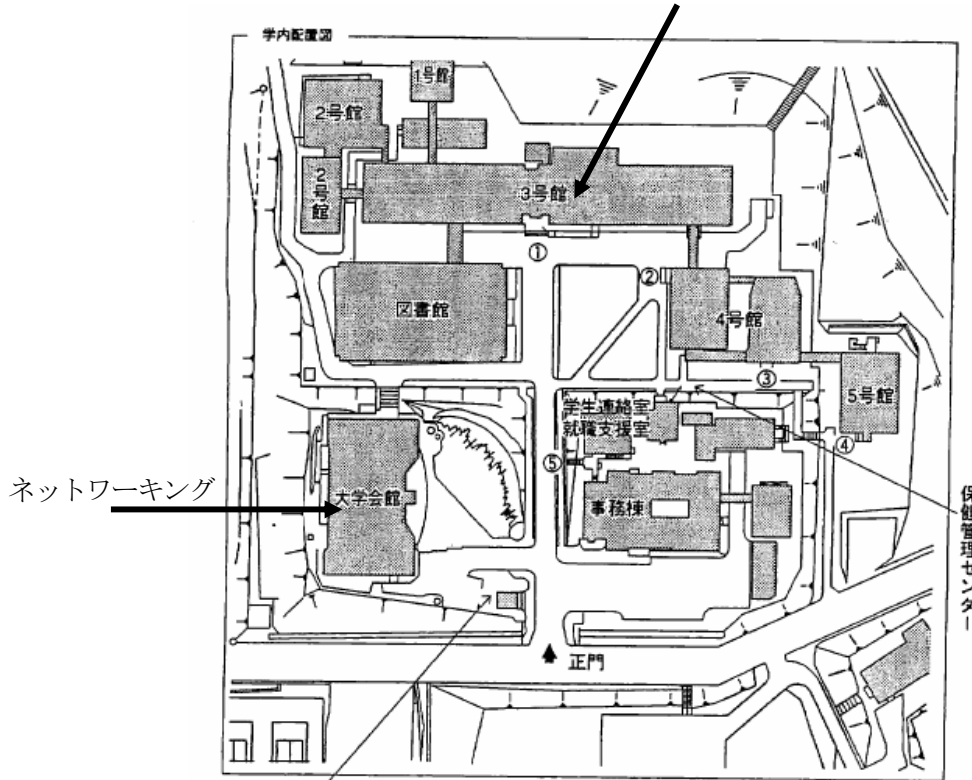 学内配置図
1号館
2号館
2号館
3号館
①
②
図書館
4号館
③
5号館
学生連絡室
就職支援室
④
⑤
ネットワーキング
大学会館
事務棟
保健管理センター
正門